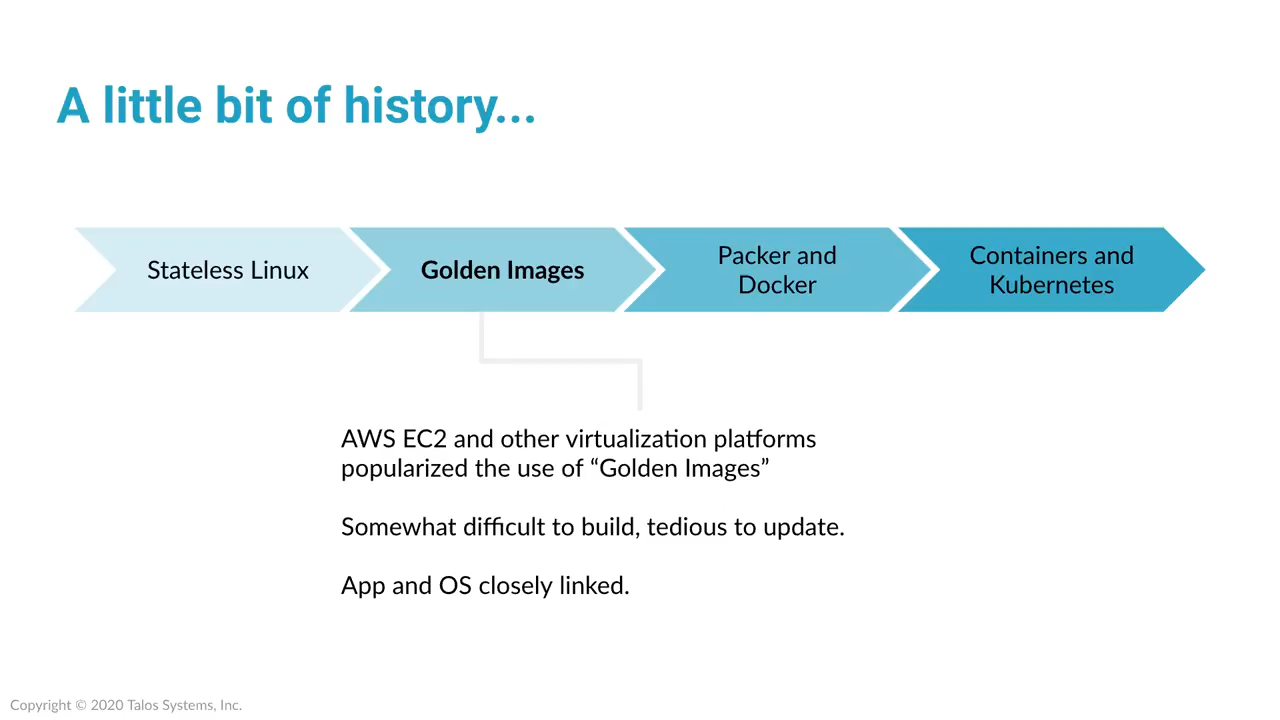 A little bit of history...
Stateless Linux
Golden Images
Packer and
Docker
Containers and
Kubernetes
AWS EC2 and other virtualization platforms
popularized the use of “Golden Images”
Somewhat difficult to build, tedious to update.
App and OS closely linked.
Copyright © 2020 Talos Systems, Inc.